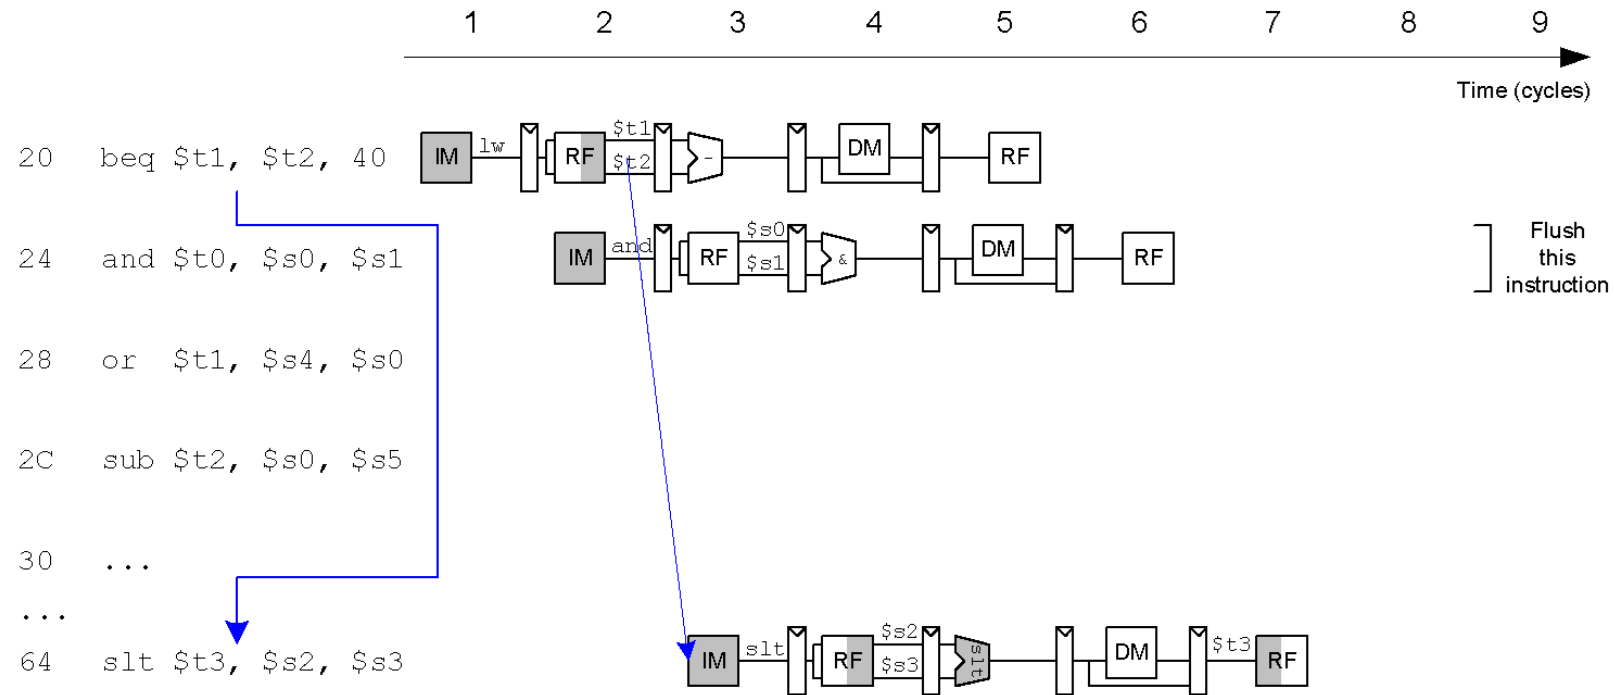 1 2 3 4 5 6 7 8 9
Time (cycles)
20 beq $t1, $t2, 40 IM lw RF $t1 $t2 - DM RF
24 and $t0, $s0, $s1 IM and RF $s0 $s1 & DM RF
Flush
this
instruction
28 or $t1, $s4, $s0
2C sub $t2, $s0, $s5
30 ...
...
64 slt $t3, $s2, $s3 IM slt RF $s2 $s3 slt DM $t3 RF